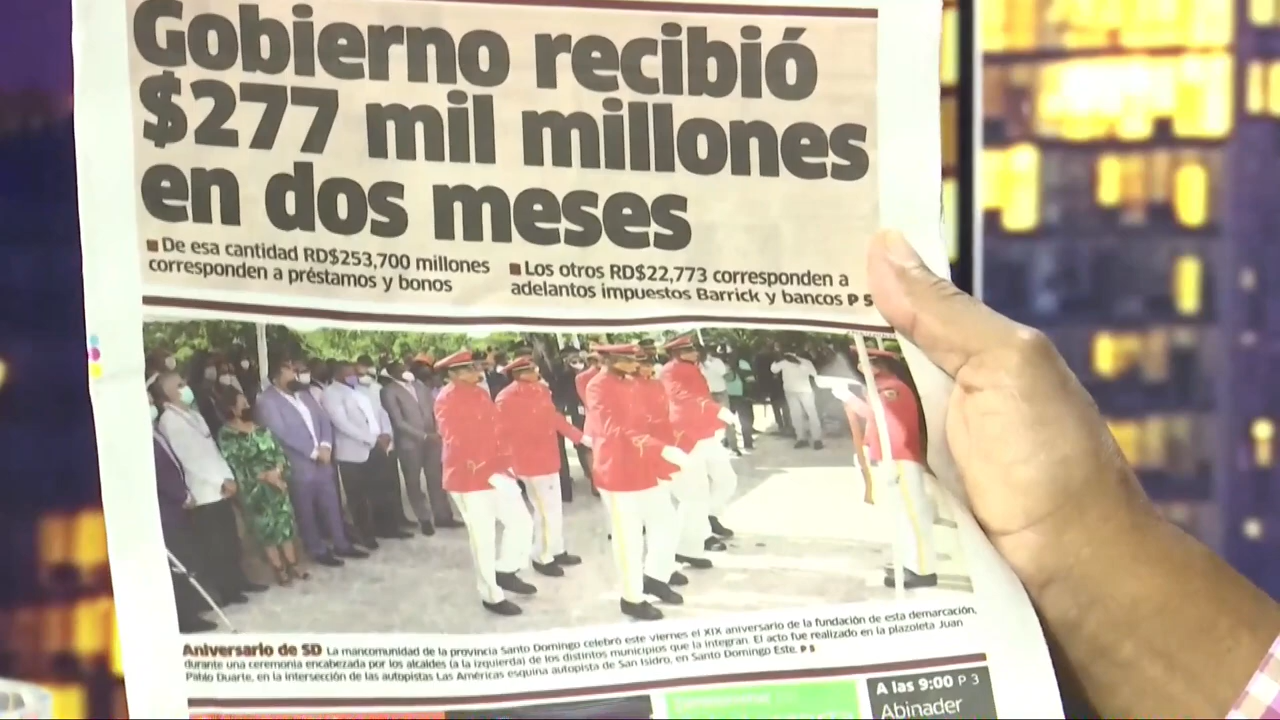 Gobierno recibió
$277 mil millones
en dos meses
De esa cantidad RD$253,700 millones
corresponden a préstamos y bonos
Los otros RD$22,773 corresponden a
adelantos impuestos Barrick y bancos P 5
Aniversario de SD La mancomunidad de la provincia Santo Domingo celebró este viernes el XIX aniversario de la fundación de esta demarcación,
durante una ceremonia encabezada por los alcaldes (a la izquierda) de los distintos municipios que la integran. El acto fue realizado en la plazoleta Juan
Pablo Duarte, en la intersección de las autopistas Las Américas esquina autopista de San Isidro, en Santo Domingo Este. P 5
A las 9:00 P 3
Abinader